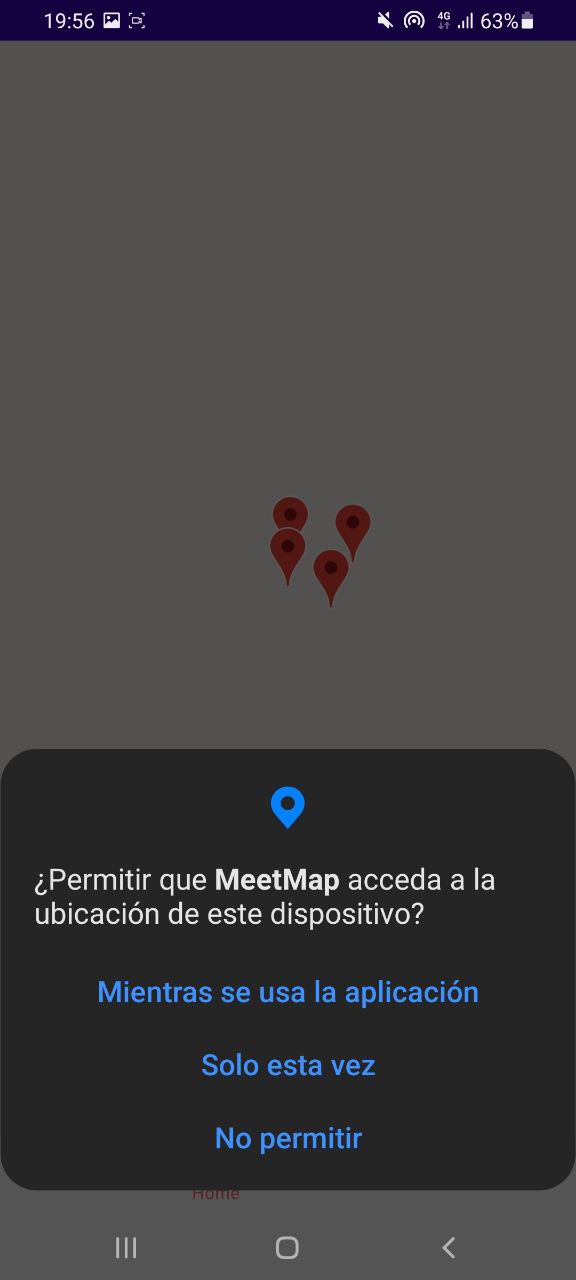 19:56 4G 63%
¿Permitir que MeetMap acceda a la
ubicación de este dispositivo?
Mientras se usa la aplicación
Solo esta vez
No permitir
Home